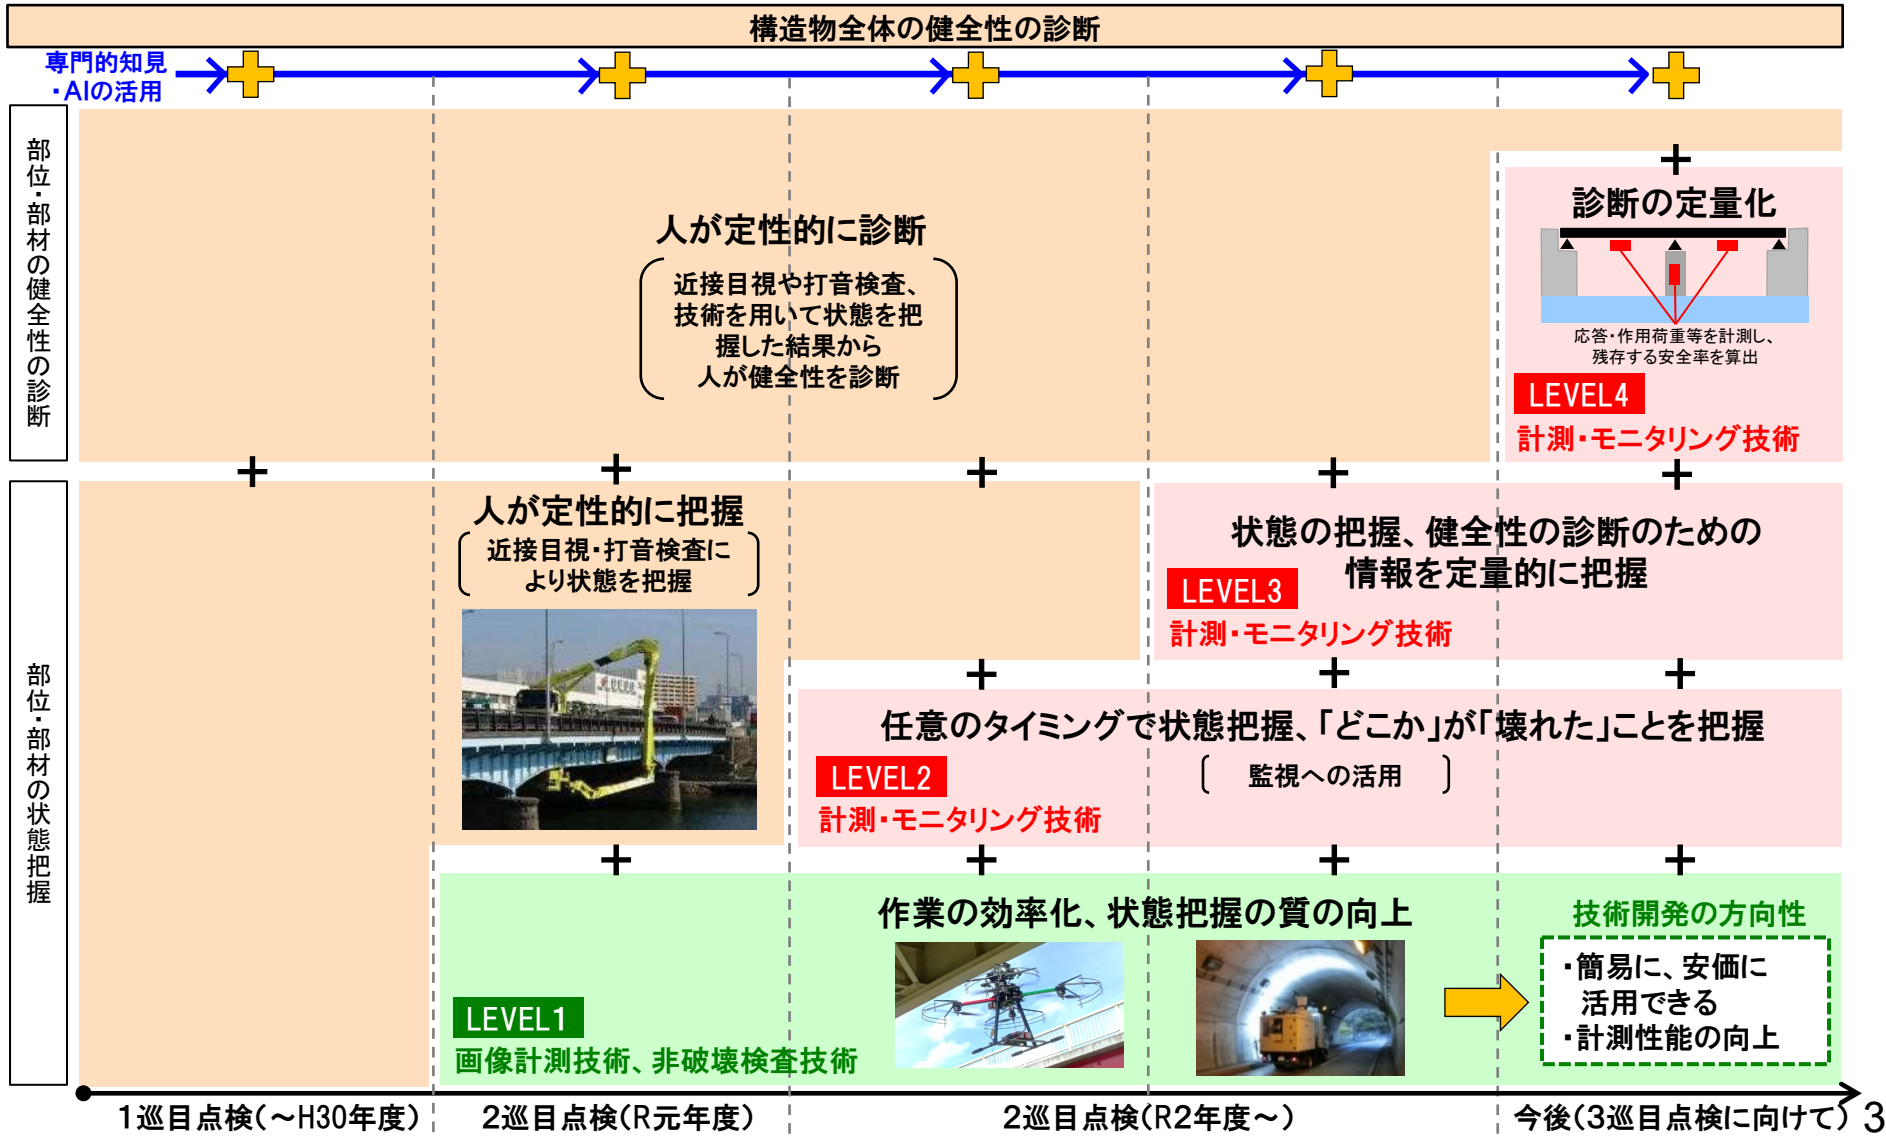 構造物全体の健全性の診断
専門的知見
・AIの活用
部位・部材の健全性の診断
人が定性的に診断
近接目視や打音検査、
技術を用いて状態を把
握した結果から
人が健全性を診断
診断の定量化
応答・作用荷重等を計測し、
残存する安全率を算出
LEVEL4
計測・モニタリング技術
部位・部材の状態把握
人が定性的に把握
近接目視・打音検査に
より状態を把握
状態の把握、健全性の診断のための
情報を定量的に把握
LEVEL3
計測・モニタリング技術
任意のタイミングで状態把握、「どこか」が「壊れた」ことを把握
監視への活用
LEVEL2
計測・モニタリング技術
作業の効率化、状態把握の質の向上
LEVEL1
画像計測技術、非破壊検査技術
技術開発の方向性
・簡易に、安価に
活用できる
・計測性能の向上
1巡目点検(～H30年度)
2巡目点検(R元年度)
2巡目点検(R2年度～)
今後(3巡目点検に向けて)
3